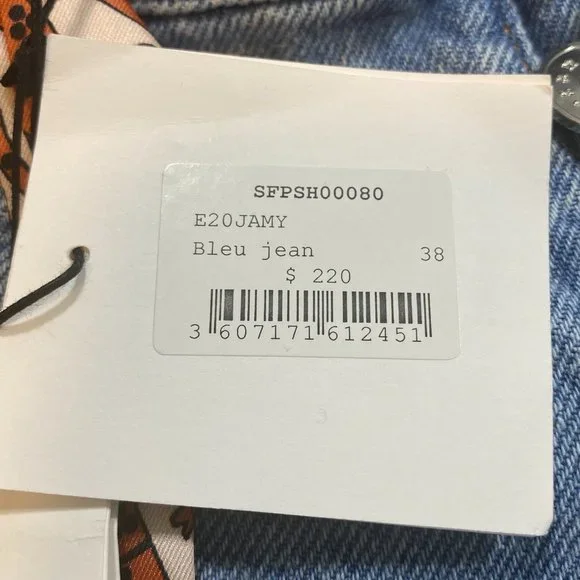 SFPSH00080
E20JAMY
Bleu jean 38
$ 220
3 607171 612451